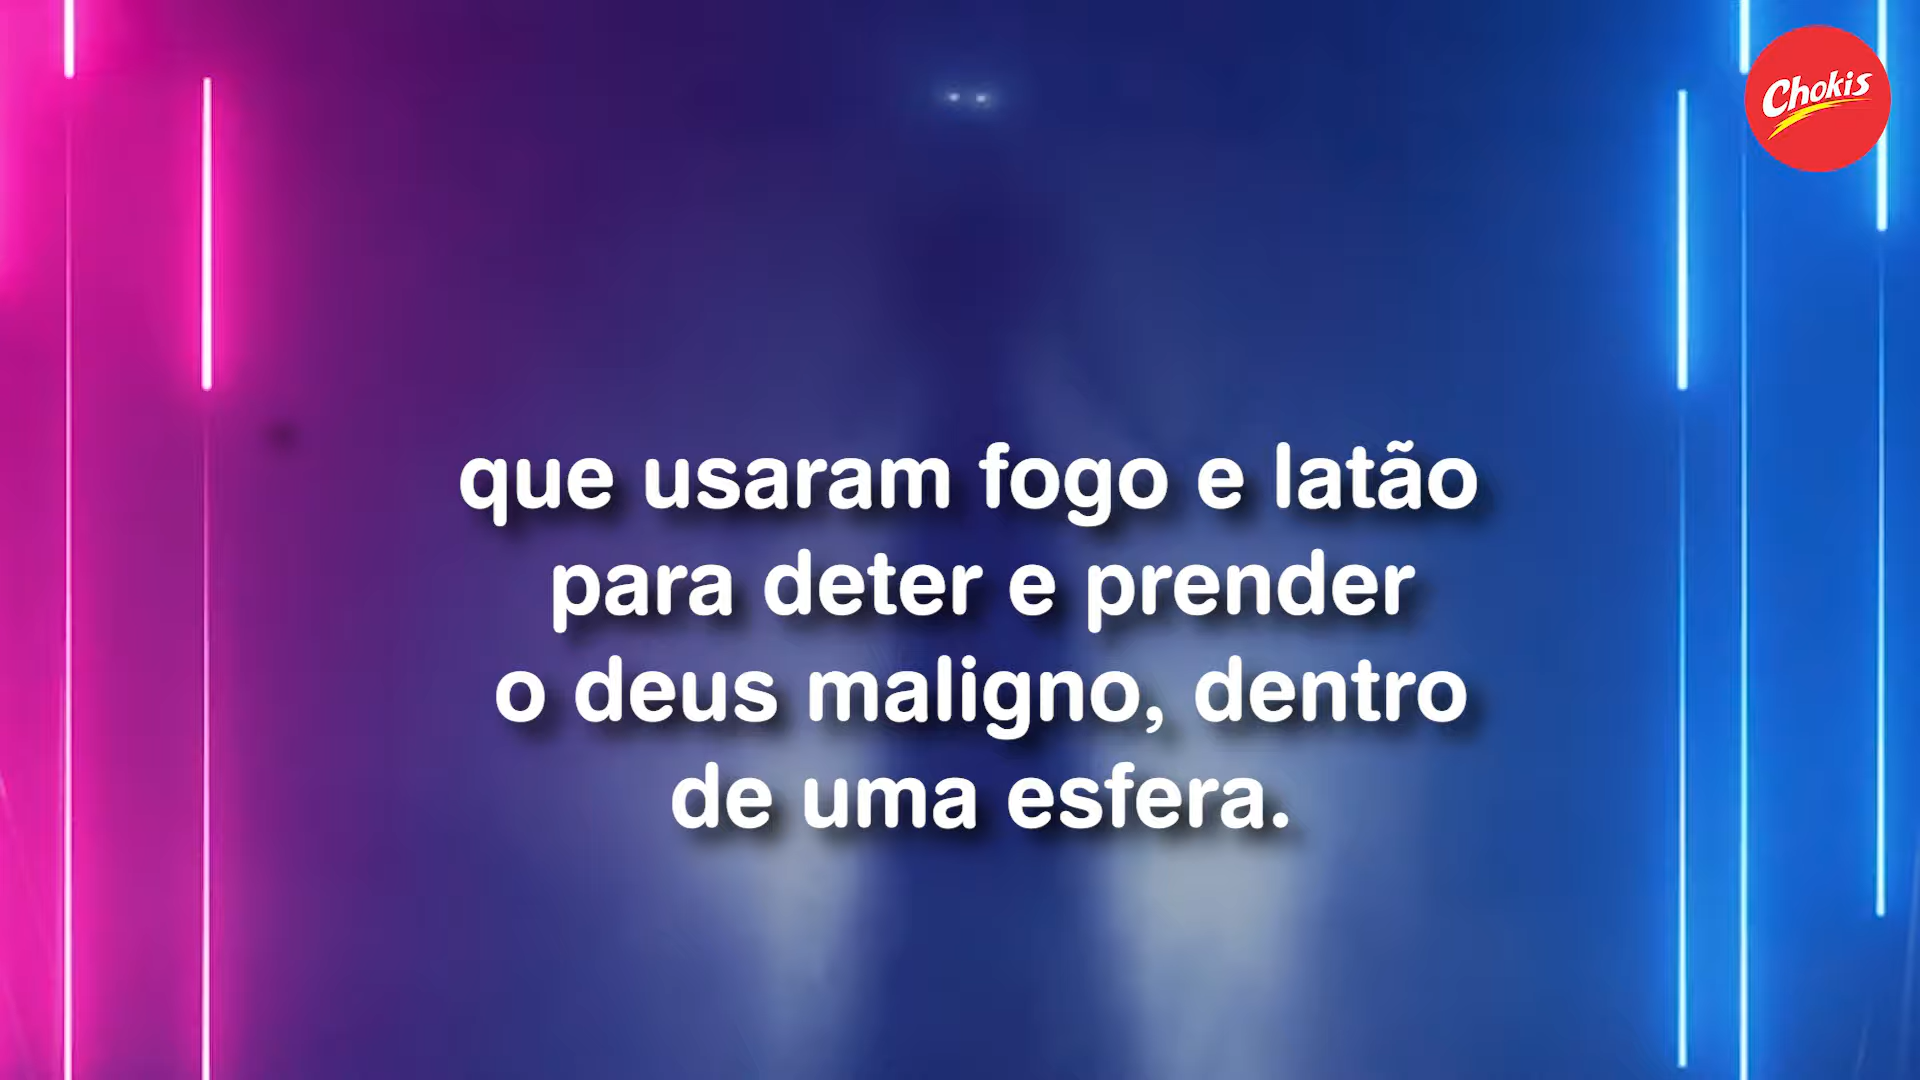 Chokis
que usaram fogo e latão
para deter e prender
o deus maligno, dentro
de uma esfera.